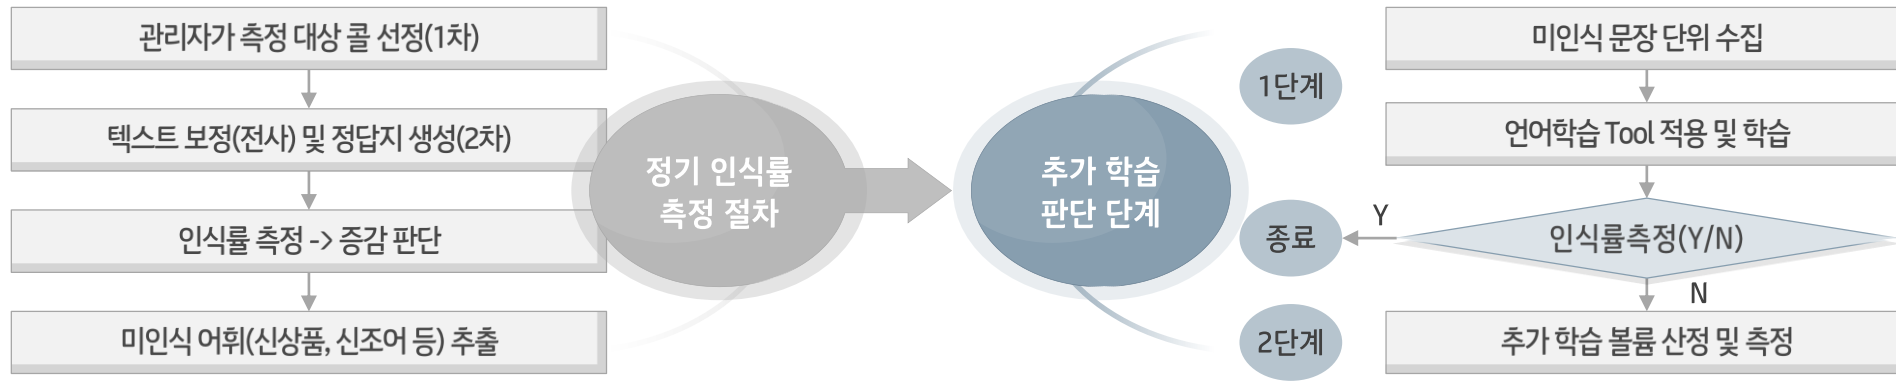 관리자가 측정 대상 콜 선정(1차)
텍스트 보정(전사) 및 정답지 생성(2차)
인식률 측정 -> 증감 판단
미인식 어휘(신상품, 신조어 등) 추출
정기 인식률
측정 절차
추가 학습
판단 단계
1단계
종료
2단계
미인식 문장 단위 수집
언어학습 Tool 적용 및 학습
인식률측정(Y/N)
Y
N
추가 학습 볼륨 산정 및 측정